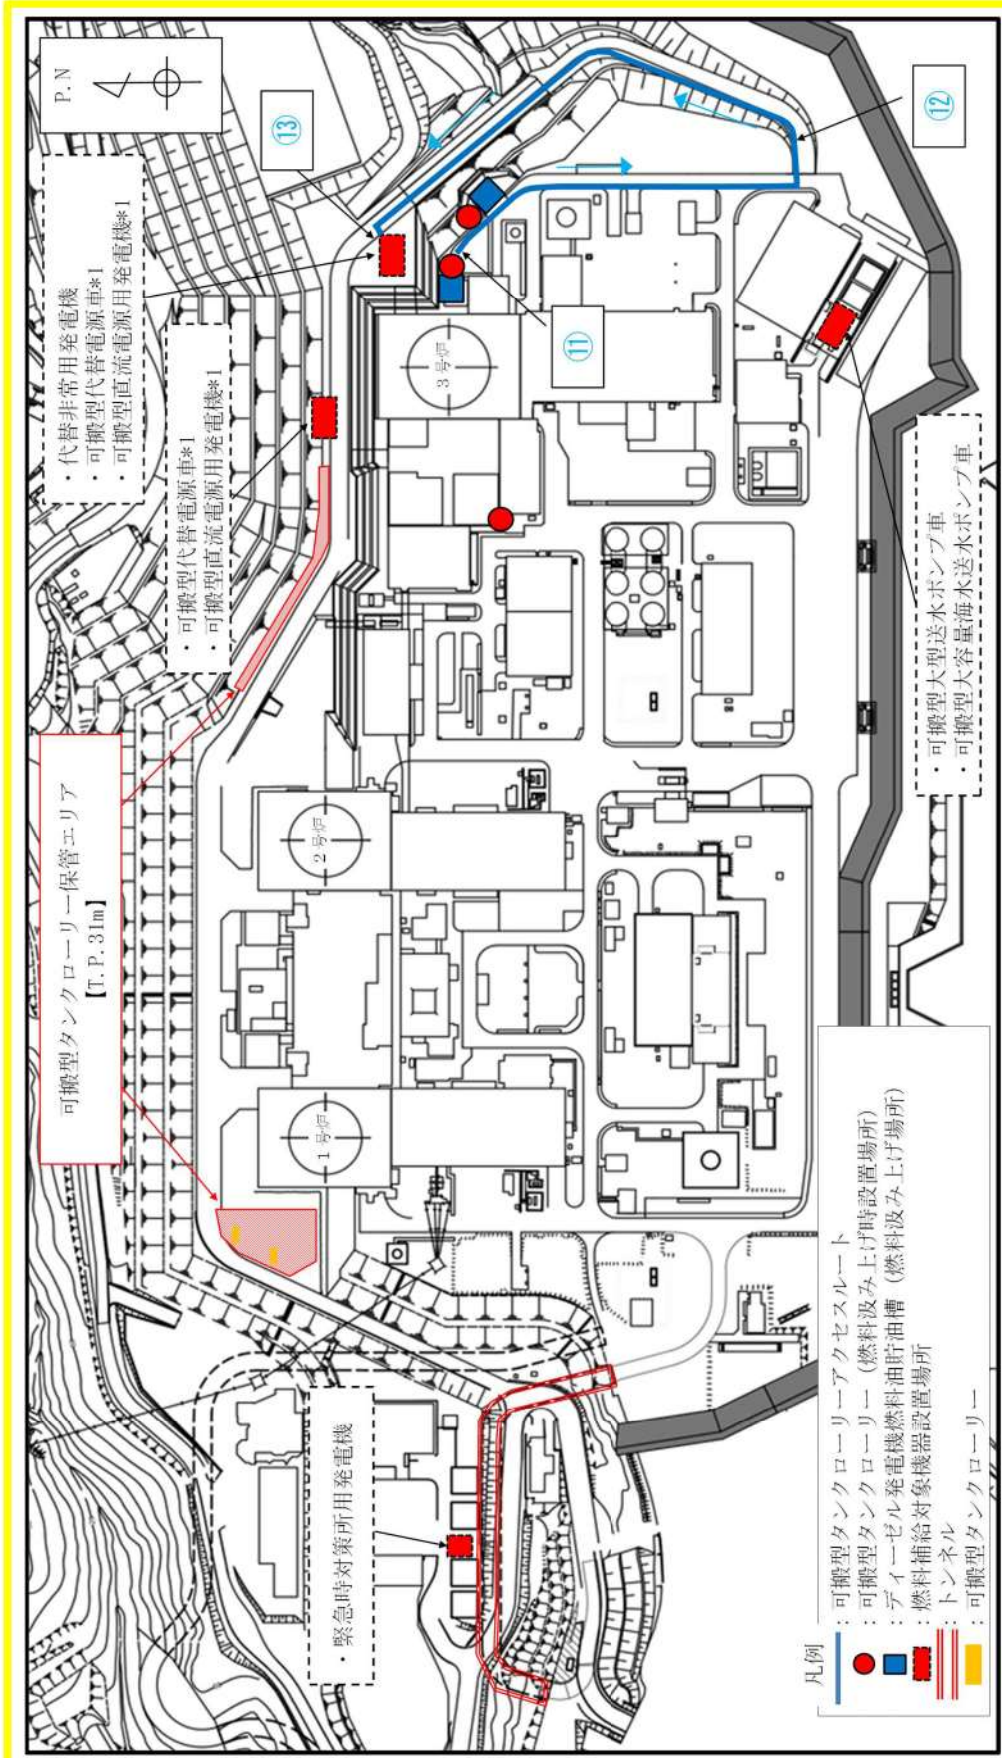 P.N
・代替非常用発電機
・可搬型代替電源車*1
・可搬型直流電源用発電機*1
・可搬型代替電源車*1
・可搬型直流電源用発電機*1
可搬型タンクローリー保管エリア
【T.P.31m】
・緊急時対策所用発電機
⑬
⑫
⑪
3号炉
2号炉
1号炉
・可搬型大型送水ポンプ車
・可搬型大容量海水送水ポンプ車
凡例
：可搬型タンクローリーアクセスルート
：可搬型タンクローリー（燃料汲み上げ時設置場所）
：ディーゼル発電機燃料油貯油槽（燃料汲み上げ場所）
：燃料補給対象機器設置場所
：トンネル
：可搬型タンクローリー